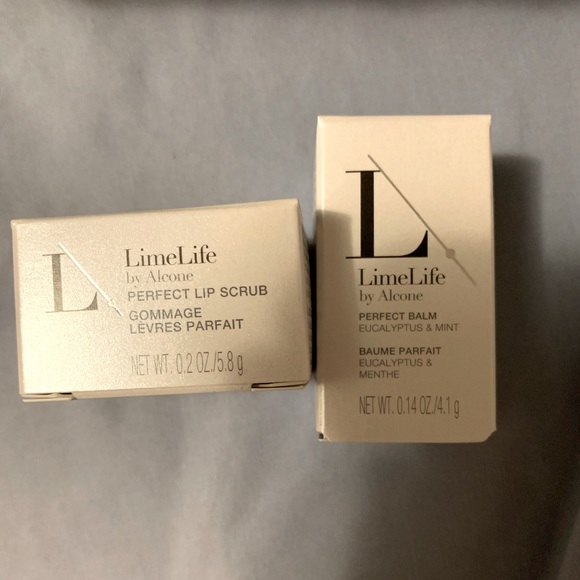 L
LimeLife
by Alcone
PERFECT LIP SCRUB
GOMMAGE
LÈVRES PARFAIT
NET WT. 0.2 OZ./5.8 g
L
LimeLife
by Alcone
PERFECT BALM
EUCALYPTUS & MINT
BAUME PARFAIT
EUCALYPTUS &
MENTHE
NET WT. 0.14 OZ./4.1 g